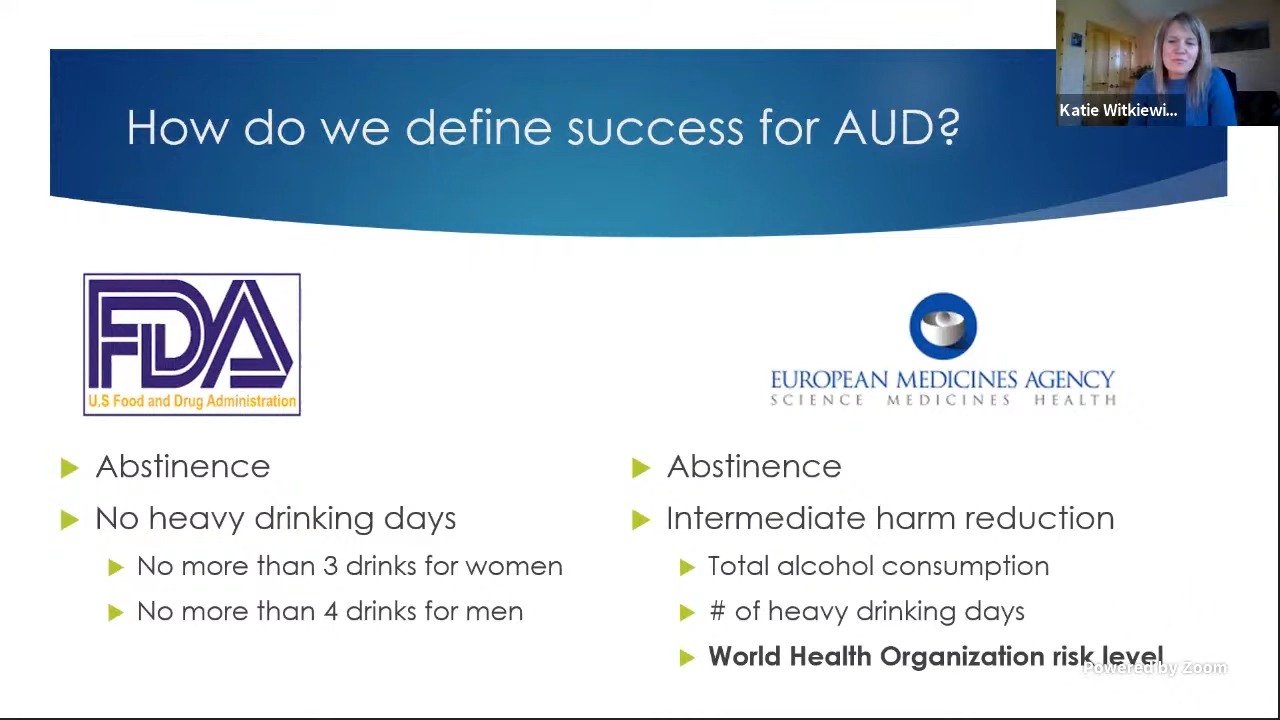 How do we define success for AUD?
Katie Witkiewi...
FDA
U.S Food and Drug Administration
Abstinence
No heavy drinking days
No more than 3 drinks for women
No more than 4 drinks for men
EUROPEAN MEDICINES AGENCY
SCIENCE MEDICINES HEALTH
Abstinence
Intermediate harm reduction
Total alcohol consumption
# of heavy drinking days
World Health Organization risk level
Powered by Zoom